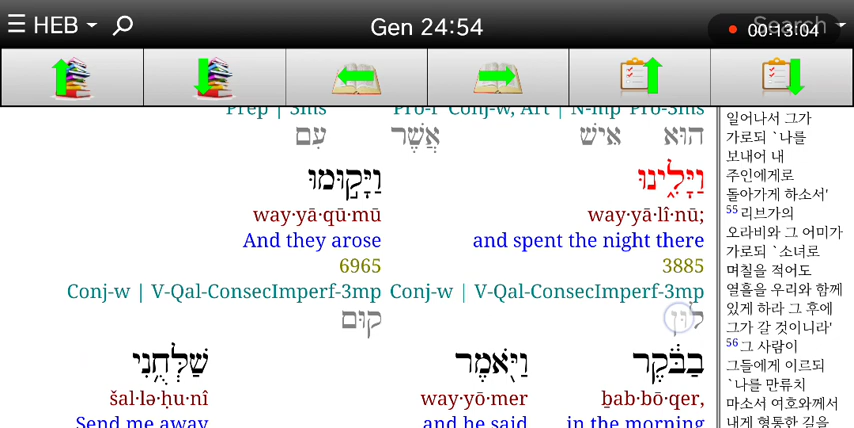 ☰ HEB Gen 24:54 Search
00:13:04
Prep | 3ms Pro-r Conj-w, Art | N-mp Pro-3ms
הוּא אִישׁ אֲשֶׁר עִם
וַיָּלִ֑ינוּ וַיָּק֣וּמוּ
way·yā·lî·nū; way·yā·qū·mū
and spent the night there And they arose
3885 6965
Conj-w | V-Qal-ConsecImperf-3mp Conj-w | V-Qal-ConsecImperf-3mp
לוּן קוּם
בַבֹּ֔קֶר וַיֹּ֖אמֶר שַׁלְּחֻ֥נִי
ḇab·bō·qer, way·yō·mer šal·lə·ḥu·nî
in the morning and he said Send me away
일어나서 그가
가로되 `나를
보내어 내
주인에게로
돌아가게 하소서'
55 리브가의
오라비와 그 어미가
가로되 `소녀로
며칠을 적어도
열흘을 우리와 함께
있게 하라 그 후에
그가 갈 것이니라'
56 그 사람이
그들에게 이르되
`나를 만류치
마소서 여호와께서
내게 형통한 길을